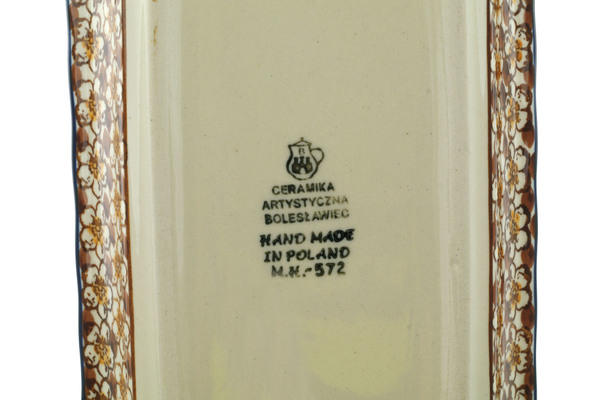 B
CERAMIKA
ARTYSTYCZNA
BOLESŁAWIEC
HAND MADE
IN POLAND
M.K.-572